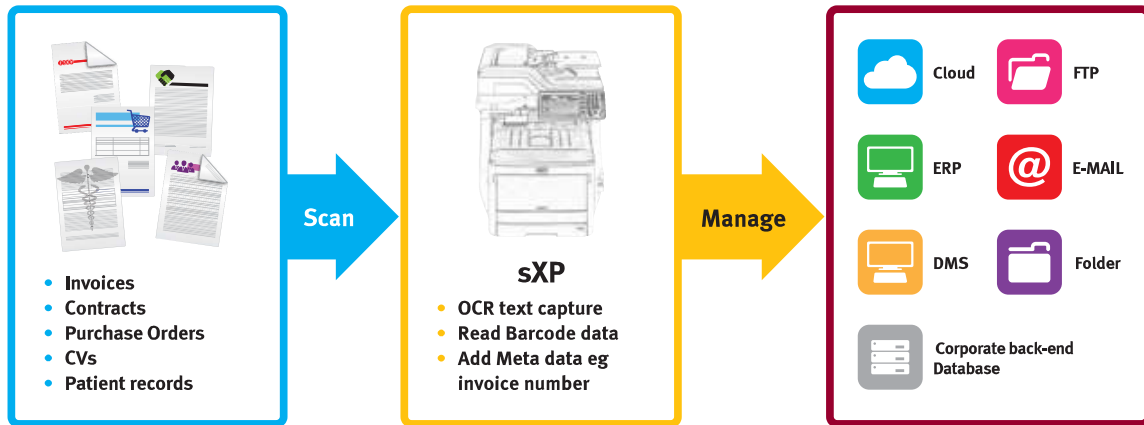 Invoices
Contracts
Purchase Orders
CVs
Patient records
Scan
sXP
OCR text capture
Read Barcode data
Add Meta data eg
invoice number
Manage
Cloud
FTP
ERP
@
E-MAiL
DMS
Folder
Corporate back-end
Database